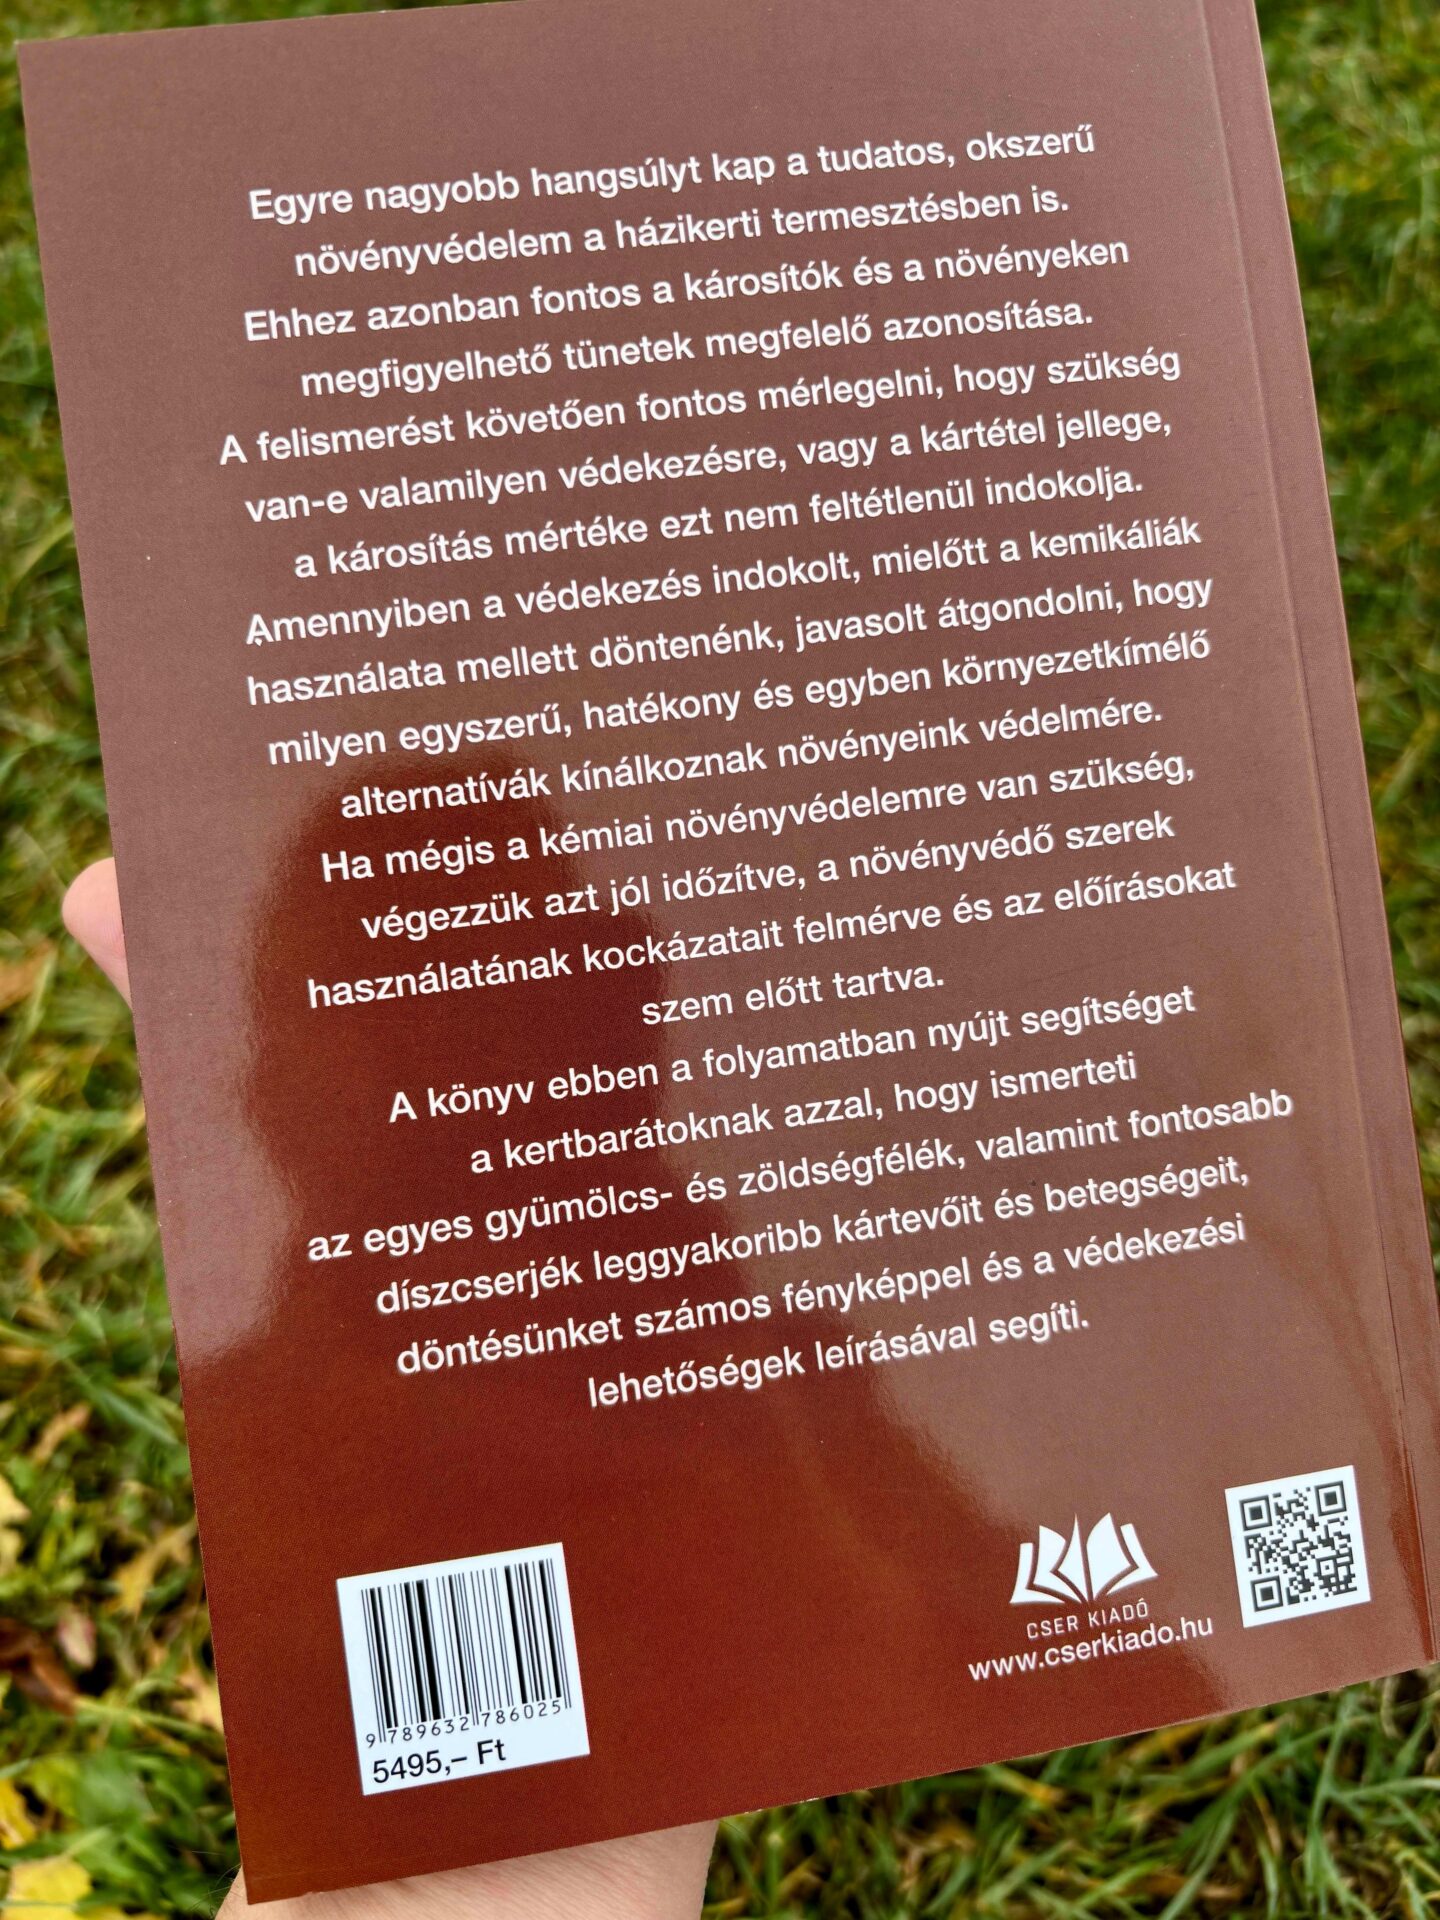 Egyre nagyobb hangsúlyt kap a tudatos, okszerű
növényvédelem a házikerti termesztésben is.
Ehhez azonban fontos a károsítók és a növényeken
megfigyelhető tünetek megfelelő azonosítása.
A felismerést követően fontos mérlegelni, hogy szükség
van-e valamilyen védekezésre, vagy a kártétel jellege,
a károsítás mértéke ezt nem feltétlenül indokolja.
Amennyiben a védekezés indokolt, mielőtt a kemikáliák
használata mellett döntenénk, javasolt átgondolni, hogy
milyen egyszerű, hatékony és egyben környezetkímélő
alternatívák kínálkoznak növényeink védelmére.
Ha mégis a kémiai növényvédelemre van szükség,
végezzük azt jól időzítve, a növényvédő szerek
használatának kockázatait felmérve és az előírásokat
szem előtt tartva.
A könyv ebben a folyamatban nyújt segítséget
a kertbarátoknak azzal, hogy ismerteti
az egyes gyümölcs- és zöldségfélék, valamint fontosabb
díszcserjék leggyakoribb kártevőit és betegségeit,
döntésünket számos fényképpel és a védekezési
lehetőségek leírásával segíti.
CSER KIADÓ
www.cserkiado.hu
9 789632 786025
5495,– Ft